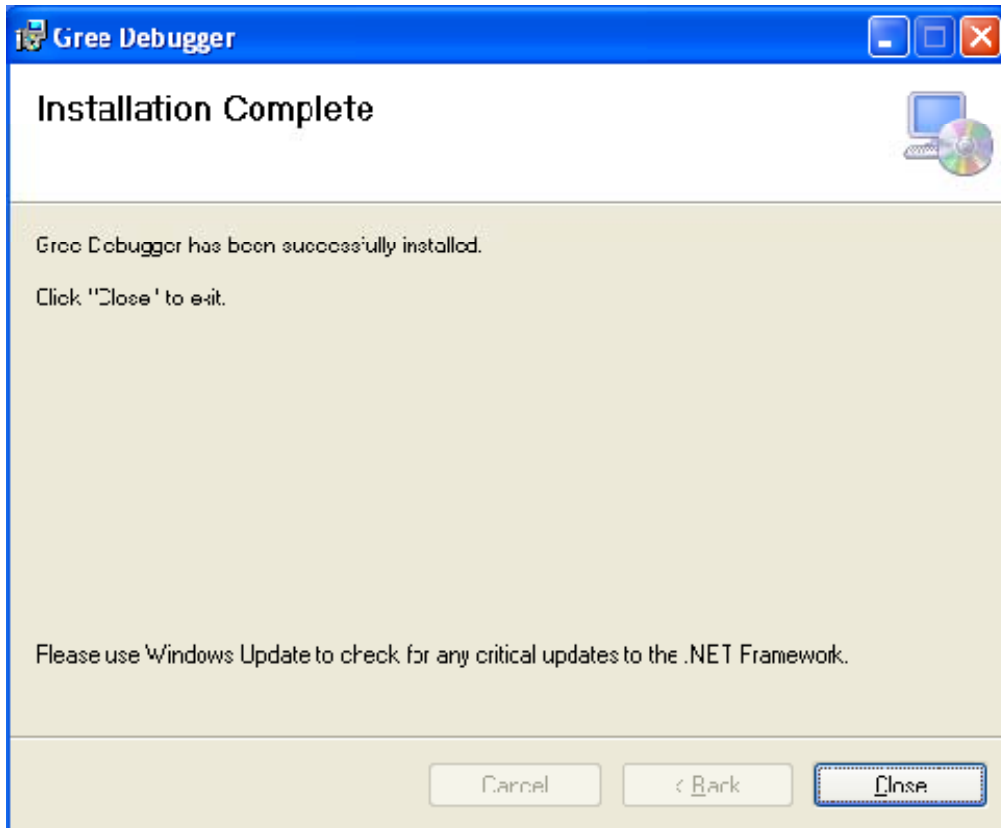 Gree Debugger
Installation Complete
Gree Debugger has been successfully installed.
Click "Close" to exit.
Please use Windows Update to check for any critical updates to the .NET Framework.
Cancel
< Back
Close